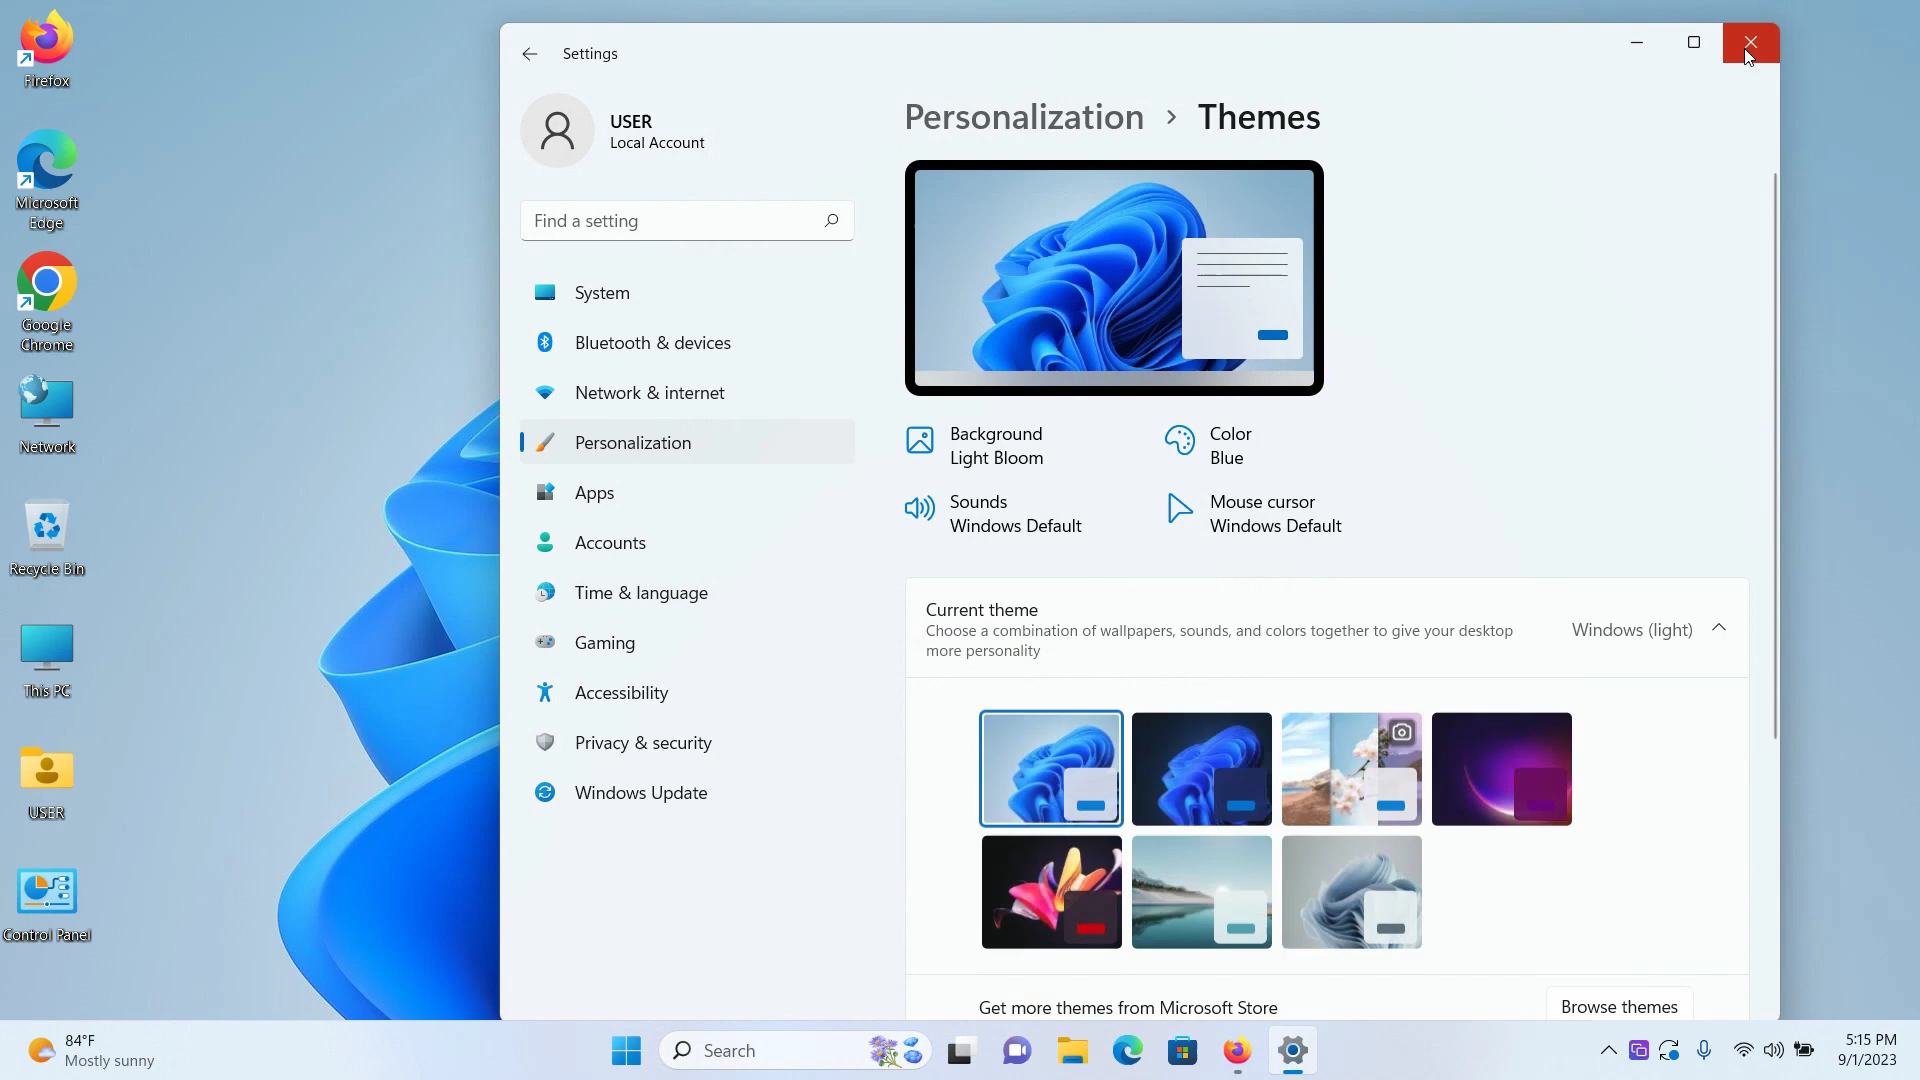 Firefox
Microsoft
Edge
Google
Chrome
Network
Recycle Bin
This PC
USER
Control Panel
Settings
USER
Local Account
Find a setting
System
Bluetooth & devices
Network & internet
Personalization
Apps
Accounts
Time & language
Gaming
Accessibility
Privacy & security
Windows Update
Personalization > Themes
Background
Light Bloom
Color
Blue
Sounds
Windows Default
Mouse cursor
Windows Default
Current theme
Choose a combination of wallpapers, sounds, and colors together to give your desktop
more personality
Windows (light)
Get more themes from Microsoft Store
Browse themes
84°F
Mostly sunny
Search
5:15 PM
9/1/2023